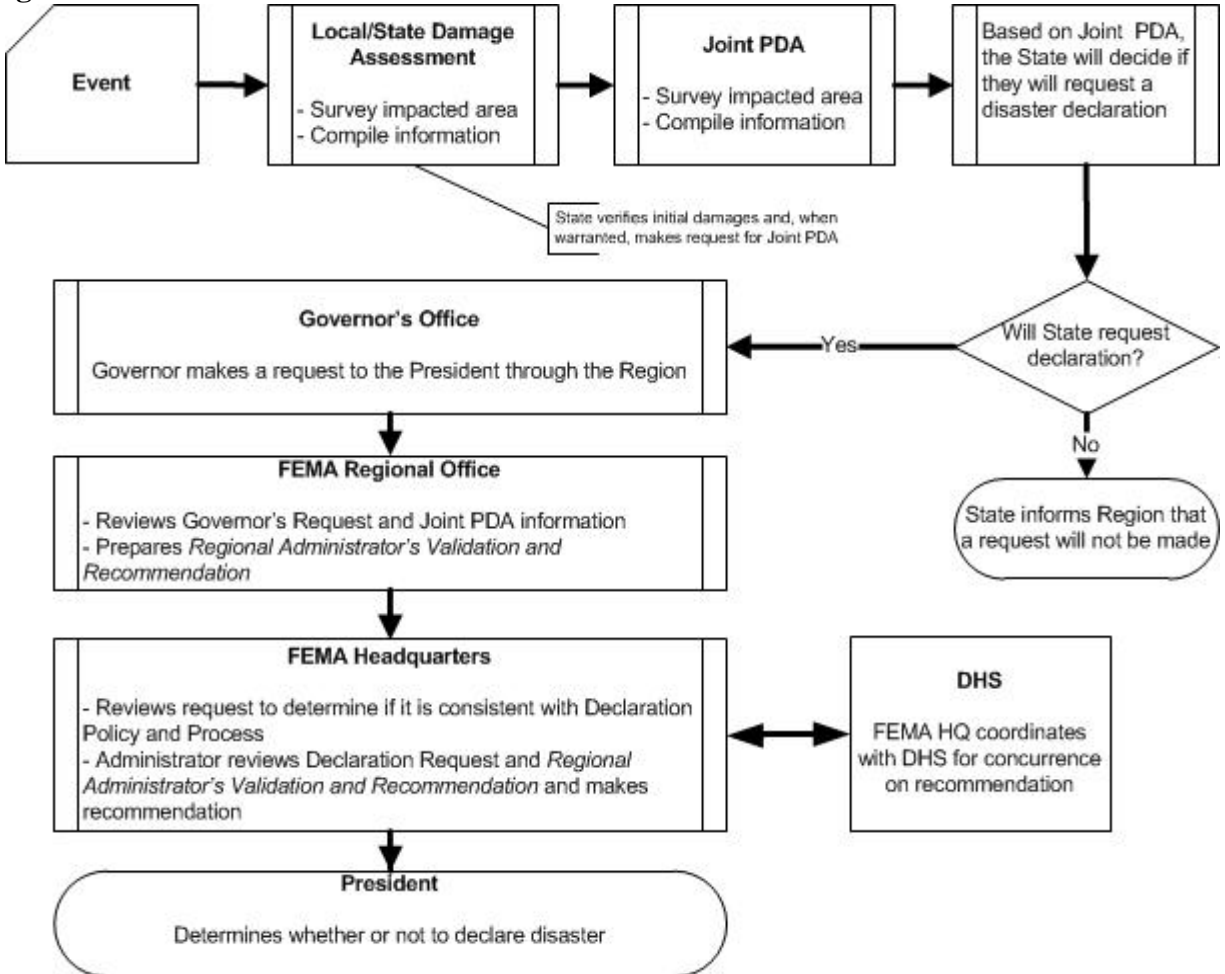 Event
Local/State Damage
Assessment
- Survey impacted area
- Compile information
Joint PDA
- Survey impacted area
- Compile information
Based on Joint PDA,
the State will decide if
they will request a
disaster declaration
State verifies initial damages and, when
warranted, makes request for Joint PDA
Will State request
declaration?
Yes
No
State informs Region that
a request will not be made
Governor's Office
Governor makes a request to the President through the Region
FEMA Regional Office
- Reviews Governor's Request and Joint PDA information
- Prepares Regional Administrator's Validation and
Recommendation
FEMA Headquarters
- Reviews request to determine if it is consistent with Declaration
Policy and Process
- Administrator reviews Declaration Request and Regional
Administrator's Validation and Recommendation and makes
recommendation
DHS
FEMA HQ coordinates
with DHS for concurrence
on recommendation
President
Determines whether or not to declare disaster